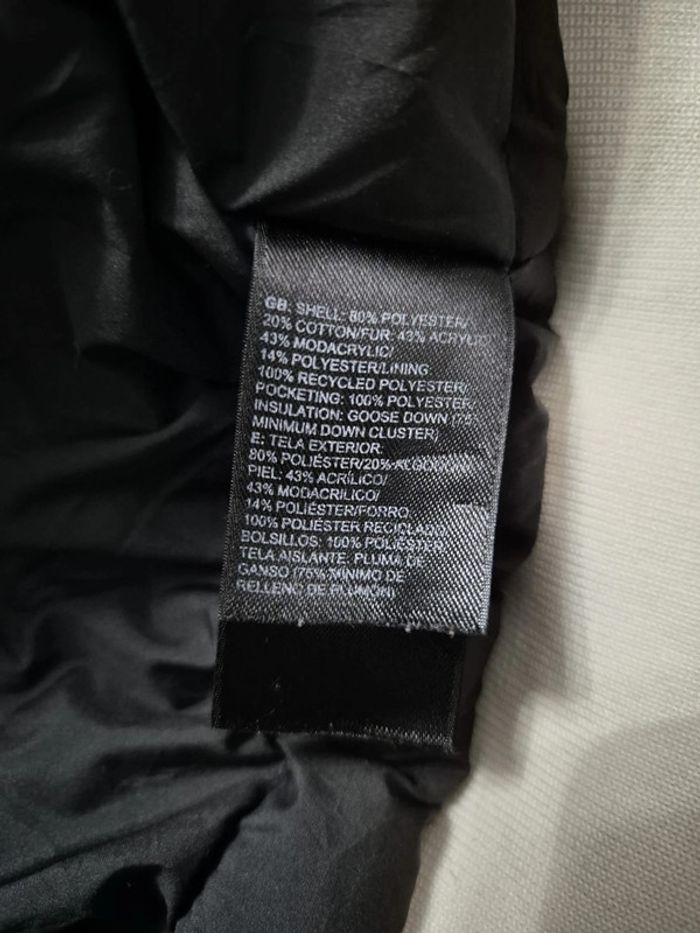 GB: SHELL: 80% POLYESTER/
20% COTTON/FUR: 43% ACRYLIC/
43% MODACRYLIC/
14% POLYESTER/LINING:
100% RECYCLED POLYESTER/
POCKETING: 100% POLYESTER
INSULATION: GOOSE DOWN (75%
MINIMUM DOWN CLUSTER)
E: TELA EXTERIOR:
80% POLIÉSTER/20% ALGODÓN/
PIEL: 43% ACRÍLICO/
43% MODACRÍLICO/
14% POLIÉSTER/FORRO:
100% POLIÉSTER RECICLADO/
BOLSILLOS: 100% POLIÉSTER/
TELA AISLANTE: PLUMA DE
GANSO (75% MÍNIMO DE
RELLENO DE PLUMÓN)